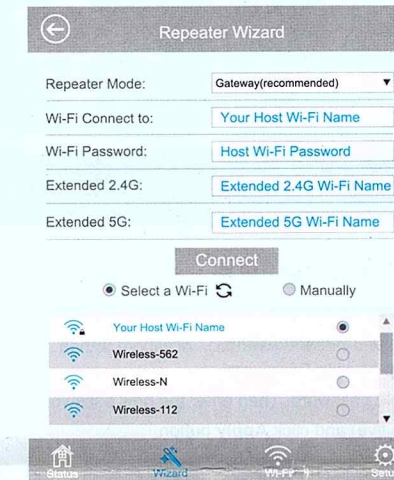 Repeater Wizard
Repeater Mode: Gateway(recommended)
Wi-Fi Connect to: Your Host Wi-Fi Name
Wi-Fi Password: Host Wi-Fi Password
Extended 2.4G: Extended 2.4G Wi-Fi Name
Extended 5G: Extended 5G Wi-Fi Name
Connect
Select a Wi-Fi Manually
Your Host Wi-Fi Name
Wireless-562
Wireless-N
Wireless-112
Status Wizard Wi-Fi